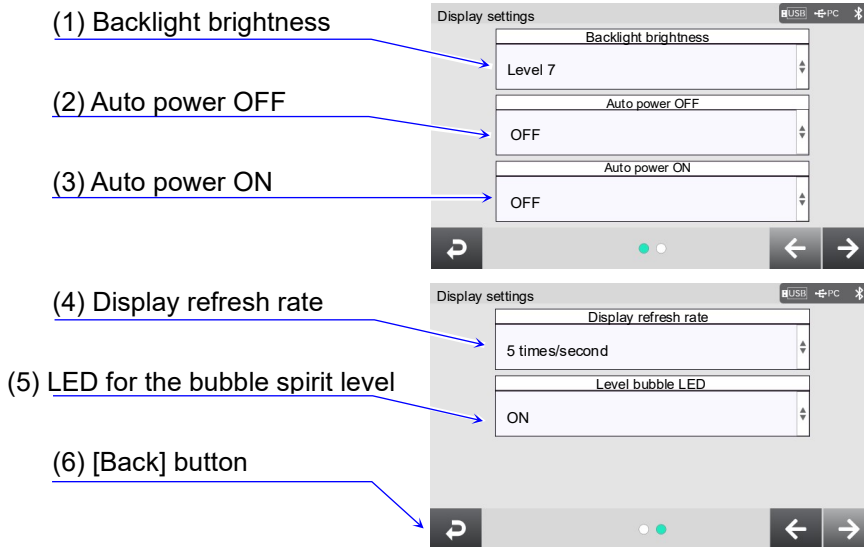 (1) Backlight brightness
(2) Auto power OFF
(3) Auto power ON
Display settings
USB PC
Backlight brightness
Level 7
Auto power OFF
OFF
Auto power ON
OFF
(4) Display refresh rate
(5) LED for the bubble spirit level
(6) [Back] button
Display settings
USB PC
Display refresh rate
5 times/second
Level bubble LED
ON